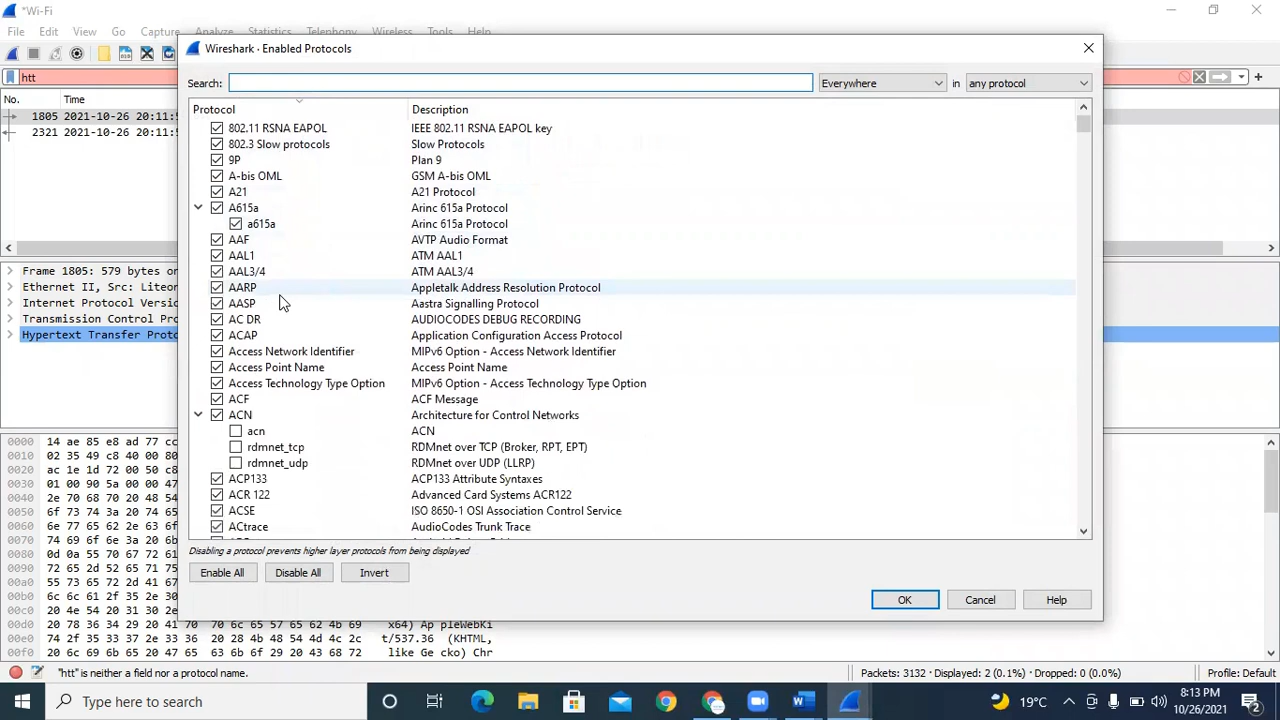 *Wi-Fi
File Edit View Go Capture Analyze Statistics Telephony Wireless Tools Help
htt
No. Time
1805 2021-10-26 20:11:5
2321 2021-10-26 20:11:5
Frame 1805: 579 bytes on
Ethernet II, Src: Liteon
Internet Protocol Versio
Transmission Control Pro
Hypertext Transfer Proto
0000 14 ae 85 e8 ad 77 cc
0010 02 35 49 c8 40 00 80
0020 ac 1e 1d 72 00 50 c8
0030 01 00 90 5a 00 00 47
0040 2e 70 68 70 20 48 54
0050 6f 73 74 3a 20 74 65
0060 6e 77 65 62 2e 63 6f
0070 74 69 6f 6e 3a 20 6b
0080 0d 0a 55 70 67 72 61
0090 72 65 2d 52 65 71 75
00a0 55 73 65 72 2d 41 67
00b0 6c 6c 61 2f 35 2e 30
00c0 20 4e 54 20 31 30 2e
00d0 20 78 36 34 29 20 41 70 70 6c 65 57 65 62 4b 69 x64) Ap pleWebKi
00e0 74 2f 35 33 37 2e 33 36 20 28 4b 48 54 4d 4c 2c t/537.36 (KHTML,
00f0 20 6c 69 6b 65 20 47 65 63 6b 6f 29 20 43 68 72 like Ge cko) Chr
Wireshark · Enabled Protocols
Search: Everywhere in any protocol
Protocol Description
802.11 RSNA EAPOL IEEE 802.11 RSNA EAPOL key
802.3 Slow protocols Slow Protocols
9P Plan 9
A-bis OML GSM A-bis OML
A21 A21 Protocol
A615a Arinc 615a Protocol
a615a Arinc 615a Protocol
AAF AVTP Audio Format
AAL1 ATM AAL1
AAL3/4 ATM AAL3/4
AARP Appletalk Address Resolution Protocol
AASP Aastra Signalling Protocol
AC DR AUDIOCODES DEBUG RECORDING
ACAP Application Configuration Access Protocol
Access Network Identifier MIPv6 Option - Access Network Identifier
Access Point Name Access Point Name
Access Technology Type Option MIPv6 Option - Access Technology Type Option
ACF ACF Message
ACN Architecture for Control Networks
acn ACN
rdmnet_tcp RDMnet over TCP (Broker, RPT, EPT)
rdmnet_udp RDMnet over UDP (LLRP)
ACP133 ACP133 Attribute Syntaxes
ACR 122 Advanced Card Systems ACR122
ACSE ISO 8650-1 OSI Association Control Service
ACtrace AudioCodes Trunk Trace
Disabling a protocol prevents higher layer protocols from being displayed
Enable All Disable All Invert
OK Cancel Help
"htt" is neither a field nor a protocol name. Packets: 3132 · Displayed: 2 (0.1%) · Dropped: 0 (0.0%) Profile: Default
Type here to search
19°C
8:13 PM
10/26/2021
2